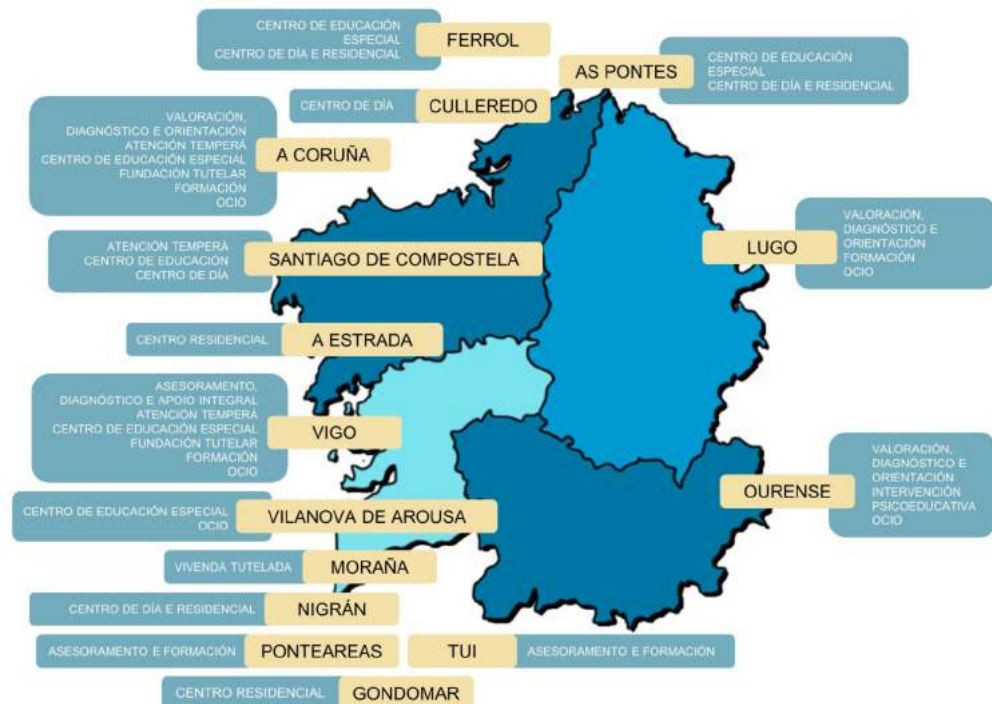 CENTRO DE EDUCACIÓN
ESPECIAL
CENTRO DE DÍA E RESIDENCIAL
FERROL
AS PONTES
CENTRO DE EDUCACIÓN
ESPECIAL
CENTRO DE DÍA E RESIDENCIAL
CENTRO DE DÍA
CULLEREDO
VALORACIÓN,
DIAGNÓSTICO E ORIENTACIÓN
ATENCIÓN TEMPERÁ
CENTRO DE EDUCACIÓN ESPECIAL
FUNDACIÓN TUTELAR
FORMACIÓN
OCIO
A CORUÑA
ATENCIÓN TEMPERÁ
CENTRO DE EDUCACIÓN
CENTRO DE DÍA
SANTIAGO DE COMPOSTELA
LUGO
VALORACIÓN,
DIAGNÓSTICO E
ORIENTACIÓN
FORMACIÓN
OCIO
CENTRO RESIDENCIAL
A ESTRADA
ASESORAMENTO,
DIAGNÓSTICO E APOIO INTEGRAL
ATENCIÓN TEMPERÁ
CENTRO DE EDUCACIÓN ESPECIAL
FUNDACIÓN TUTELAR
FORMACIÓN
OCIO
VIGO
OURENSE
VALORACIÓN,
DIAGNÓSTICO E
ORIENTACIÓN
INTERVENCIÓN
PSICOEDUCATIVA
OCIO
CENTRO DE EDUCACIÓN ESPECIAL
OCIO
VILANOVA DE AROUSA
VIVENDA TUTELADA
MORAÑA
CENTRO DE DÍA E RESIDENCIAL
NIGRÁN
ASESORAMENTO E FORMACIÓN
PONTEAREAS
TUI
ASESORAMENTO E FORMACIÓN
CENTRO RESIDENCIAL
GONDOMAR